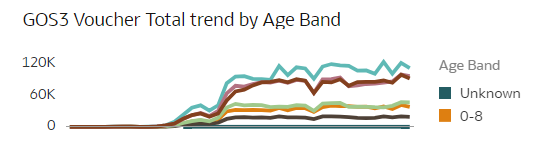 GOS3 Voucher Total trend by Age Band
120K
60K
0
Age Band
Unknown
0-8